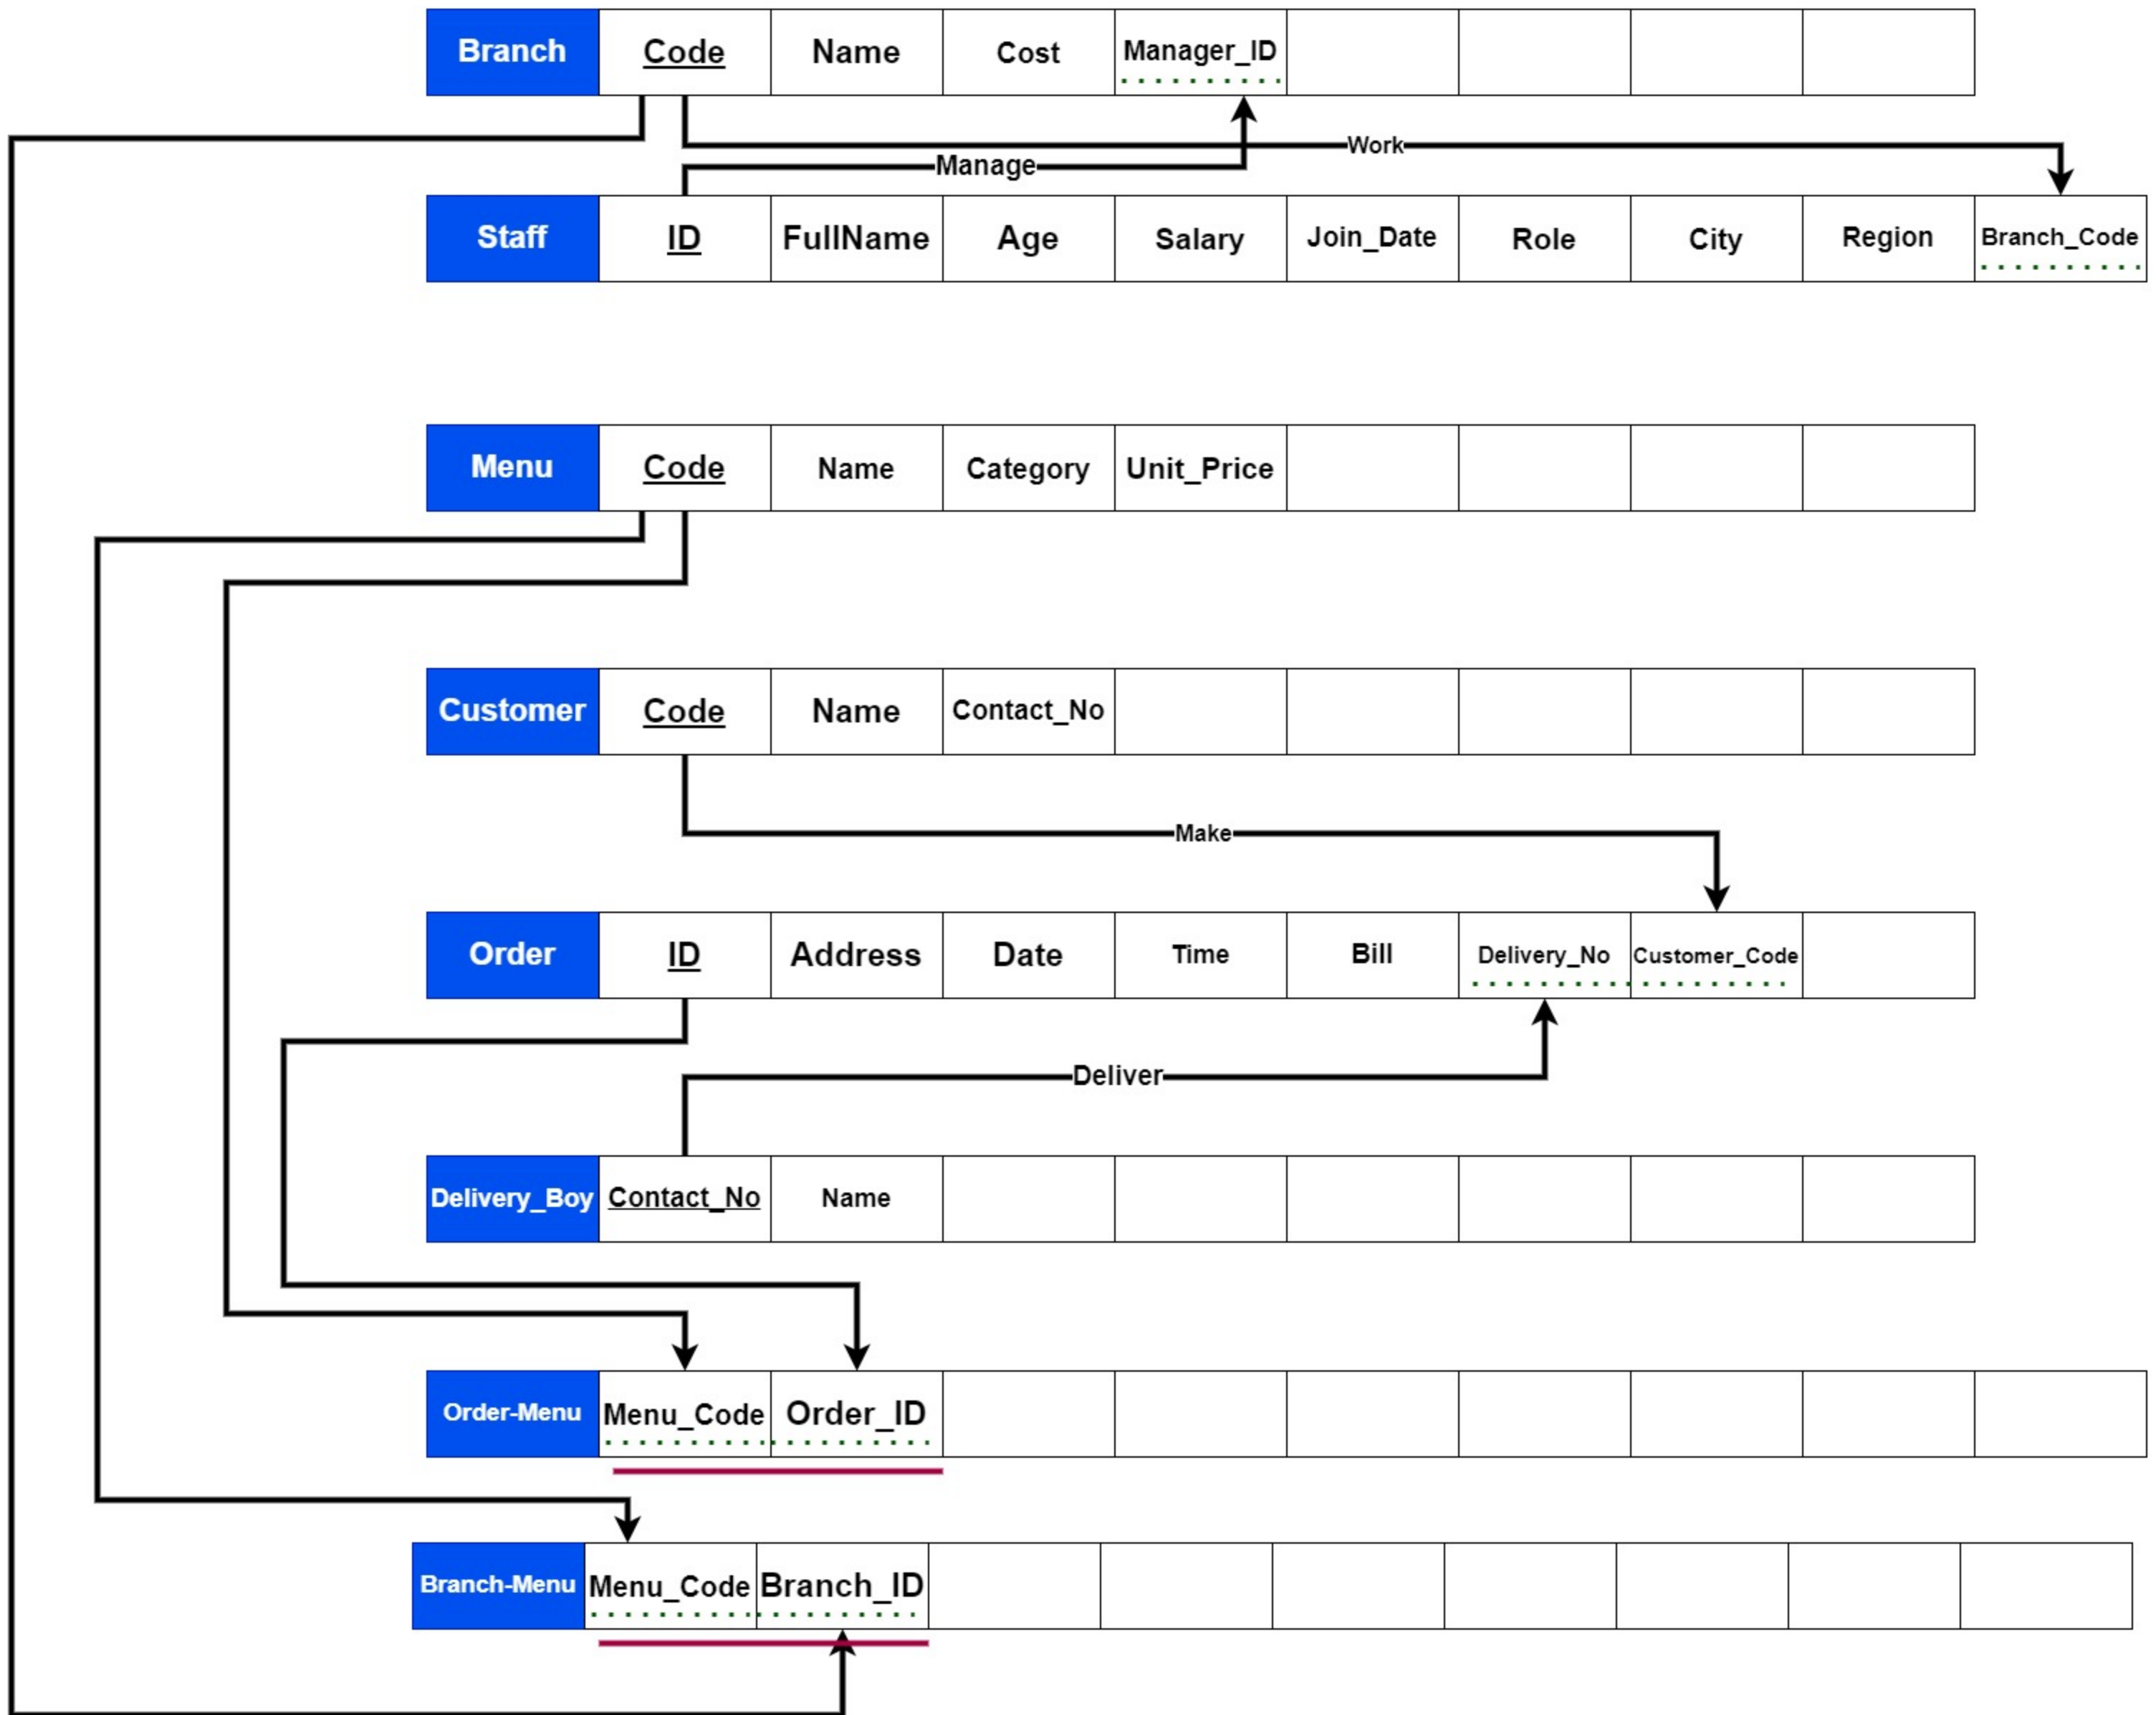 Branch Code Name Cost Manager_ID
Work
Manage
Staff ID FullName Age Salary Join_Date Role City Region Branch_Code
Menu Code Name Category Unit_Price
Customer Code Name Contact_No
Make
Order ID Address Date Time Bill Delivery_No Customer_Code
Deliver
Delivery_Boy Contact_No Name
Order-Menu Menu_Code Order_ID
Branch-Menu Menu_Code Branch_ID